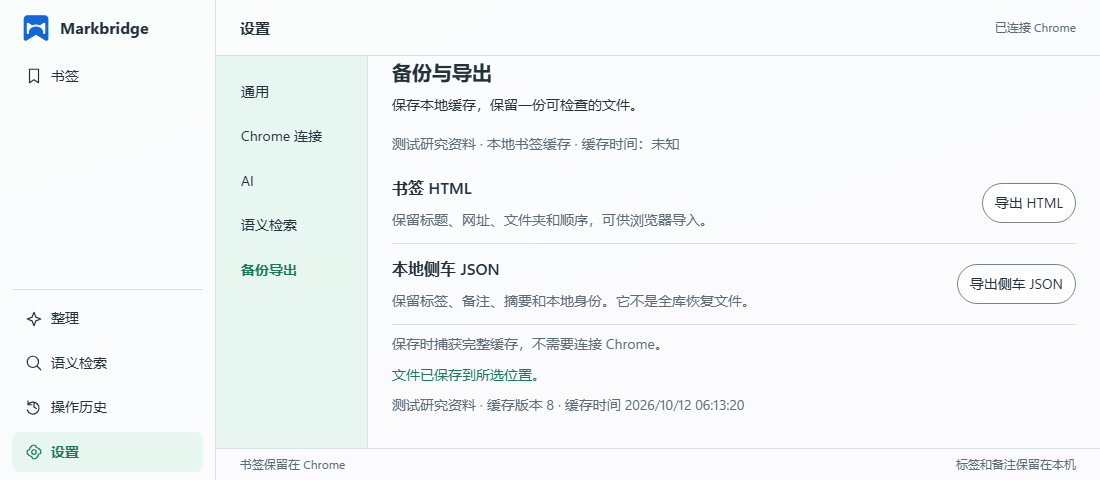 Markbridge
书签
整理
语义检索
操作历史
设置
设置
已连接 Chrome
通用
Chrome 连接
AI
语义检索
备份导出
备份与导出
保存本地缓存，保留一份可检查的文件。
测试研究资料 · 本地书签缓存 · 缓存时间：未知
书签 HTML
保留标题、网址、文件夹和顺序，可供浏览器导入。
导出 HTML
本地侧车 JSON
保留标签、备注、摘要和本地身份。它不是全库恢复文件。
导出侧车 JSON
保存时捕获完整缓存，不需要连接 Chrome。
文件已保存到所选位置。
测试研究资料 · 缓存版本 8 · 缓存时间 2026/10/12 06:13:20
书签保留在 Chrome
标签和备注保留在本机